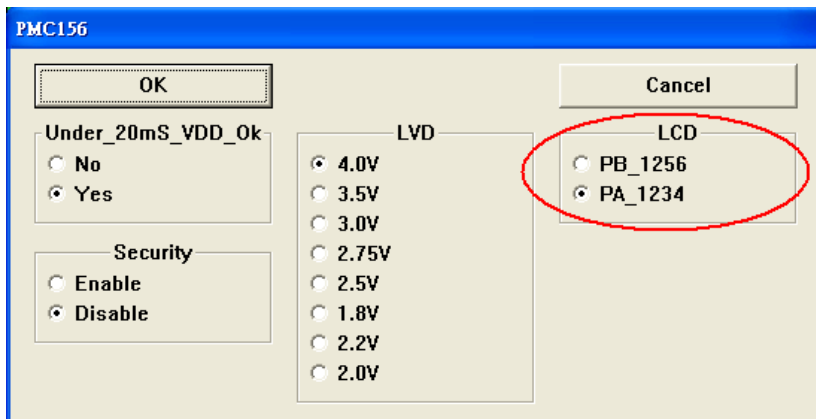 PMC156
OK
Cancel
Under_20mS_VDD_Ok
No
Yes
Security
Enable
Disable
LVD
4.0V
3.5V
3.0V
2.75V
2.5V
1.8V
2.2V
2.0V
LCD
PB_1256
PA_1234